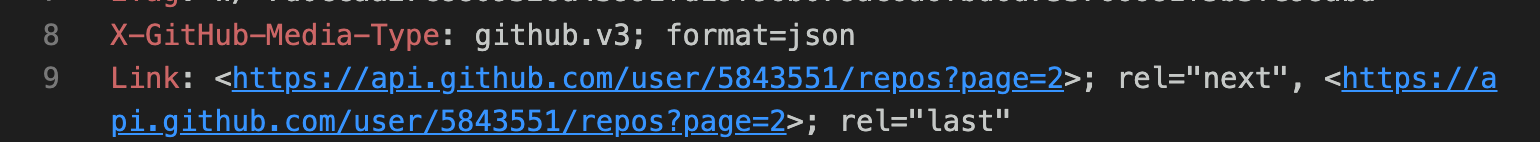 8 X-GitHub-Media-Type: github.v3; format=json
9 Link: <https://api.github.com/user/5843551/repos?page=2>; rel="next", <https://a
pi.github.com/user/5843551/repos?page=2>; rel="last"